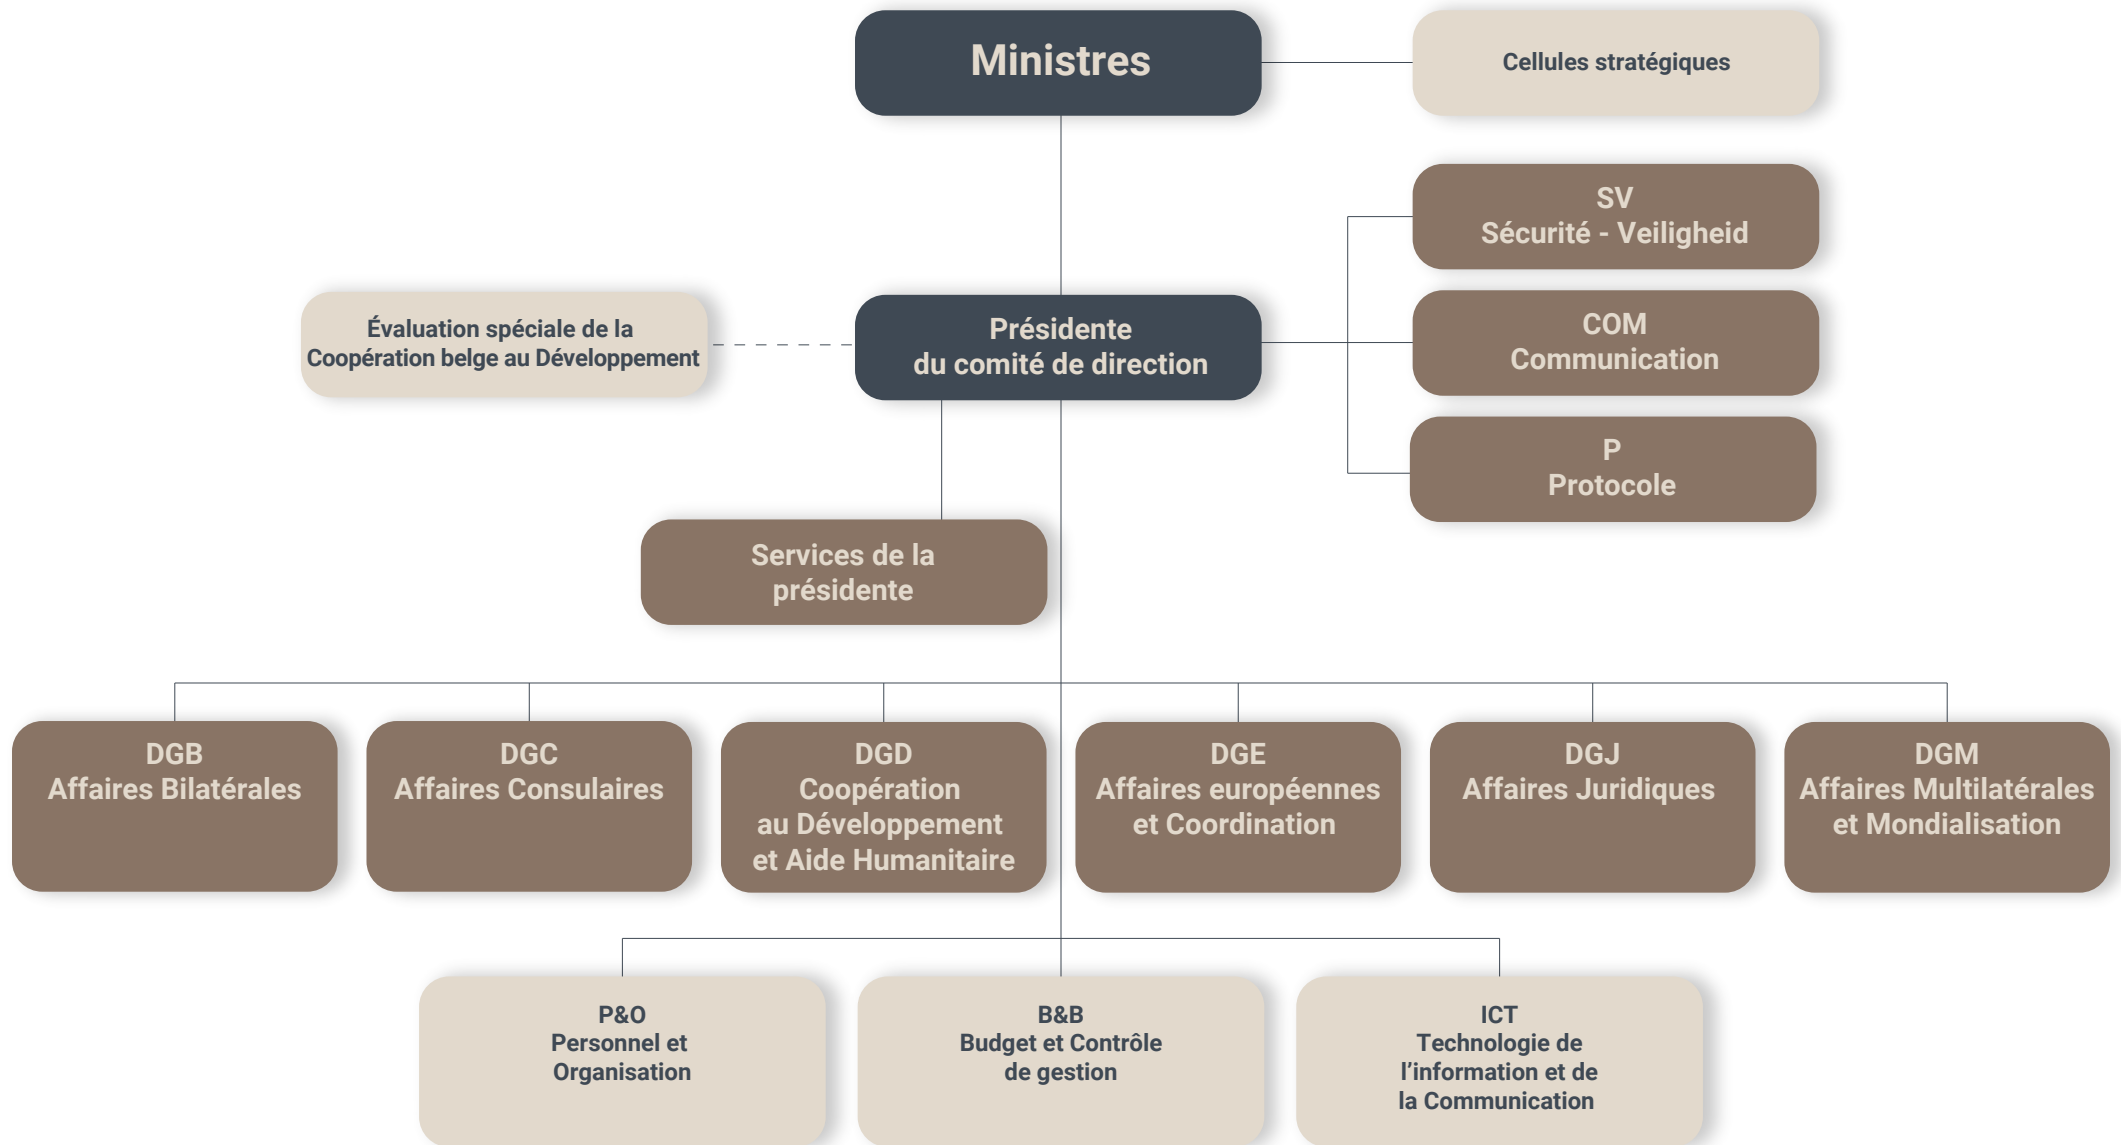 Ministres
Cellules stratégiques
SV
Sécurité - Veiligheid
Évaluation spéciale de la
Coopération belge au Développement
Présidente
du comité de direction
COM
Communication
P
Protocole
Services de la
présidente
DGB
Affaires Bilatérales
DGC
Affaires Consulaires
DGD
Coopération
au Développement
et Aide Humanitaire
DGE
Affaires européennes
et Coordination
DGJ
Affaires Juridiques
DGM
Affaires Multilatérales
et Mondialisation
P&O
Personnel et
Organisation
B&B
Budget et Contrôle
de gestion
ICT
Technologie de
l’information et de
la Communication